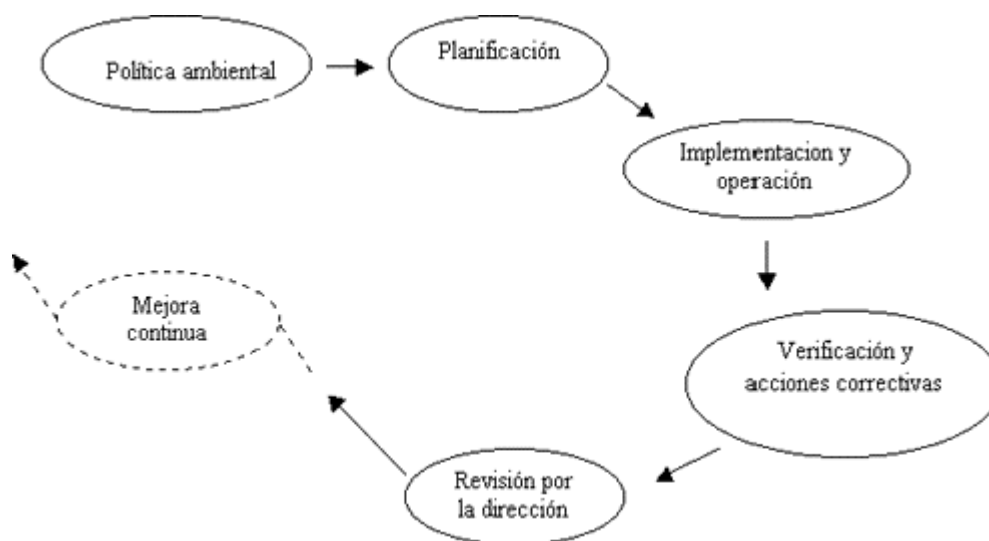 Política ambiental
Planificación
Implementacion y
operación
Verificación y
acciones correctivas
Revisión por
la dirección
Mejora
continua